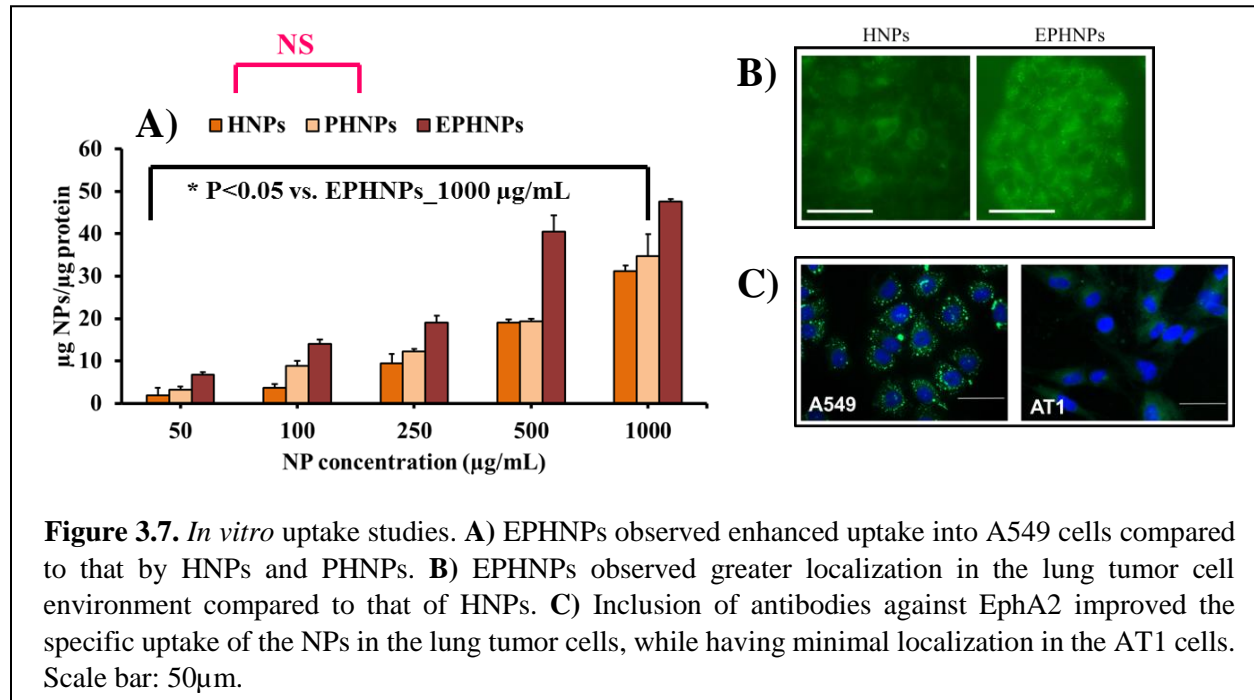 NS
A)
HNPs PHNPs EPHNPs
60
50
40
30
20
10
0
* P<0.05 vs. EPHNPs_1000 µg/mL
µg NPs/µg protein
50 100 250 500 1000
NP concentration (µg/mL)
B)
HNPs EPHNPs
C)
A549 AT1
Figure 3.7. In vitro uptake studies. A) EPHNPs observed enhanced uptake into A549 cells compared
to that by HNPs and PHNPs. B) EPHNPs observed greater localization in the lung tumor cell
environment compared to that of HNPs. C) Inclusion of antibodies against EphA2 improved the
specific uptake of the NPs in the lung tumor cells, while having minimal localization in the AT1 cells.
Scale bar: 50µm.